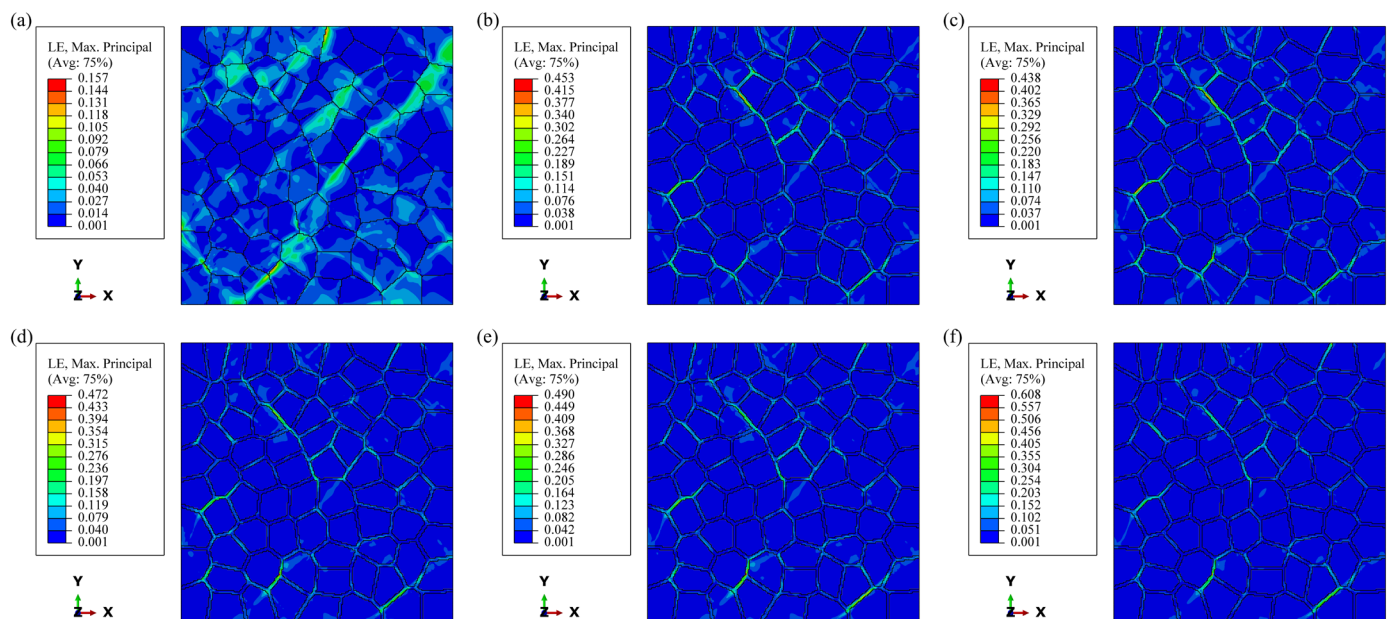 (a)
LE, Max. Principal
(Avg: 75%)
0.157
0.144
0.131
0.118
0.105
0.092
0.079
0.066
0.053
0.040
0.027
0.014
0.001
Y
Z
X
(b)
LE, Max. Principal
(Avg: 75%)
0.453
0.415
0.377
0.340
0.302
0.264
0.227
0.189
0.151
0.114
0.076
0.038
0.001
Y
Z
X
(c)
LE, Max. Principal
(Avg: 75%)
0.438
0.402
0.365
0.329
0.292
0.256
0.220
0.183
0.147
0.110
0.074
0.037
0.001
Y
Z
X
(d)
LE, Max. Principal
(Avg: 75%)
0.472
0.433
0.394
0.354
0.315
0.276
0.236
0.197
0.158
0.119
0.079
0.040
0.001
Y
Z
X
(e)
LE, Max. Principal
(Avg: 75%)
0.490
0.449
0.409
0.368
0.327
0.286
0.246
0.205
0.164
0.123
0.082
0.042
0.001
Y
Z
X
(f)
LE, Max. Principal
(Avg: 75%)
0.608
0.557
0.506
0.456
0.405
0.355
0.304
0.254
0.203
0.152
0.102
0.051
0.001
Y
Z
X